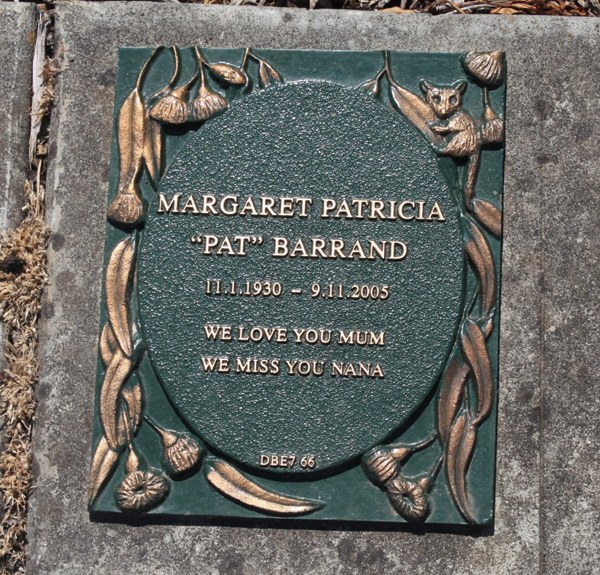 MARGARET PATRICIA
"PAT" BARRAND
11.1.1930 – 9.11.2005
WE LOVE YOU MUM
WE MISS YOU NANA
DBE7 66